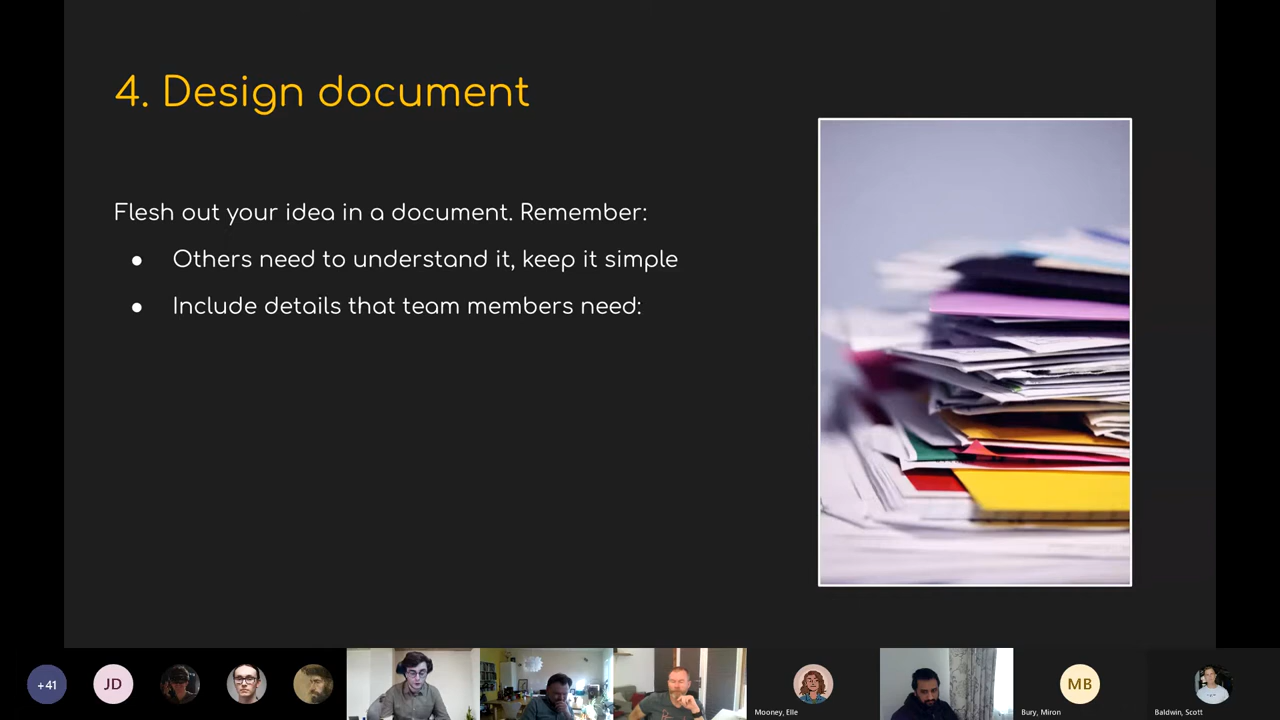 4. Design document
Flesh out your idea in a document. Remember:
● Others need to understand it, keep it simple
● Include details that team members need:
+41
JD
Mooney, Elle
MB
Bury, Miron
Baldwin, Scott